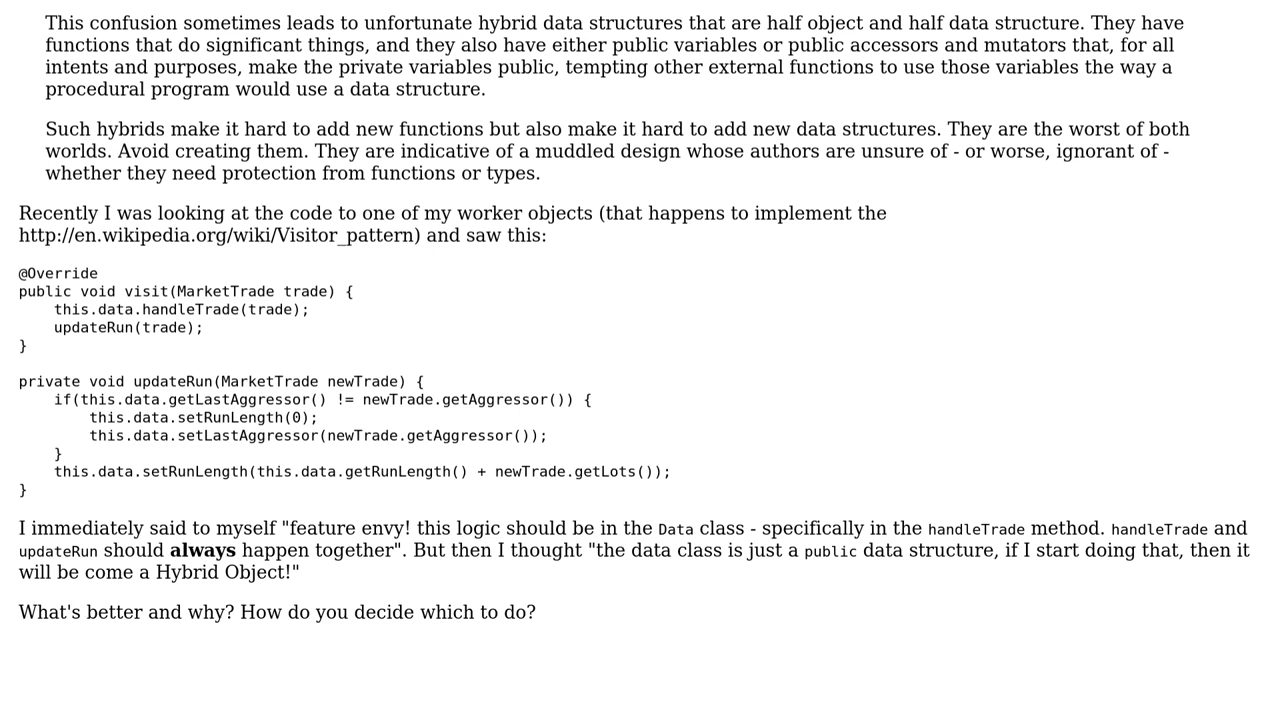 This confusion sometimes leads to unfortunate hybrid data structures that are half object and half data structure. They have
functions that do significant things, and they also have either public variables or public accessors and mutators that, for all
intents and purposes, make the private variables public, tempting other external functions to use those variables the way a
procedural program would use a data structure.
Such hybrids make it hard to add new functions but also make it hard to add new data structures. They are the worst of both
worlds. Avoid creating them. They are indicative of a muddled design whose authors are unsure of - or worse, ignorant of -
whether they need protection from functions or types.
Recently I was looking at the code to one of my worker objects (that happens to implement the
http://en.wikipedia.org/wiki/Visitor_pattern) and saw this:
@Override
public void visit(MarketTrade trade) {
    this.data.handleTrade(trade);
    updateRun(trade);
}
private void updateRun(MarketTrade newTrade) {
    if(this.data.getLastAggressor() != newTrade.getAggressor()) {
        this.data.setRunLength(0);
        this.data.setLastAggressor(newTrade.getAggressor());
    }
    this.data.setRunLength(this.data.getRunLength() + newTrade.getLots());
}
I immediately said to myself "feature envy! this logic should be in the Data class - specifically in the handleTrade method. handleTrade and
updateRun should always happen together". But then I thought "the data class is just a public data structure, if I start doing that, then it
will be come a Hybrid Object!"
What's better and why? How do you decide which to do?